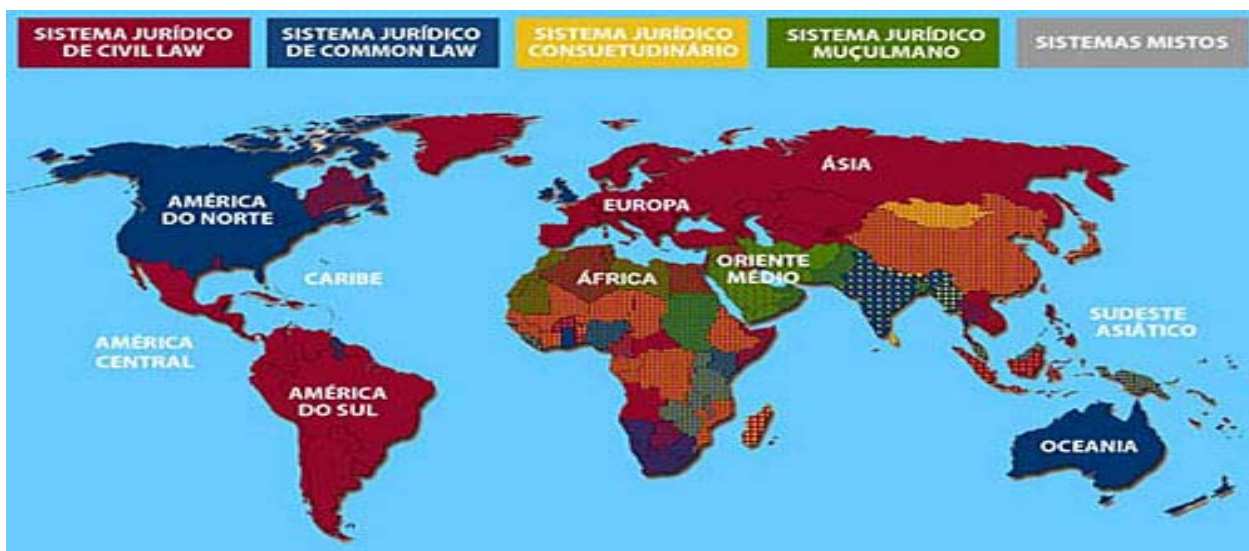 SISTEMA JURÍDICO
DE CIVIL LAW
SISTEMA JURÍDICO
DE COMMON LAW
SISTEMA JURÍDICO
CONSUETUDINÁRIO
SISTEMA JURÍDICO
MUÇULMANO
SISTEMAS MISTOS
AMÉRICA
DO NORTE
CARIBE
AMÉRICA
CENTRAL
AMÉRICA
DO SUL
EUROPA
ÁSIA
ÁFRICA
ORIENTE
MÉDIO
SUDESTE
ASIÁTICO
OCEANIA